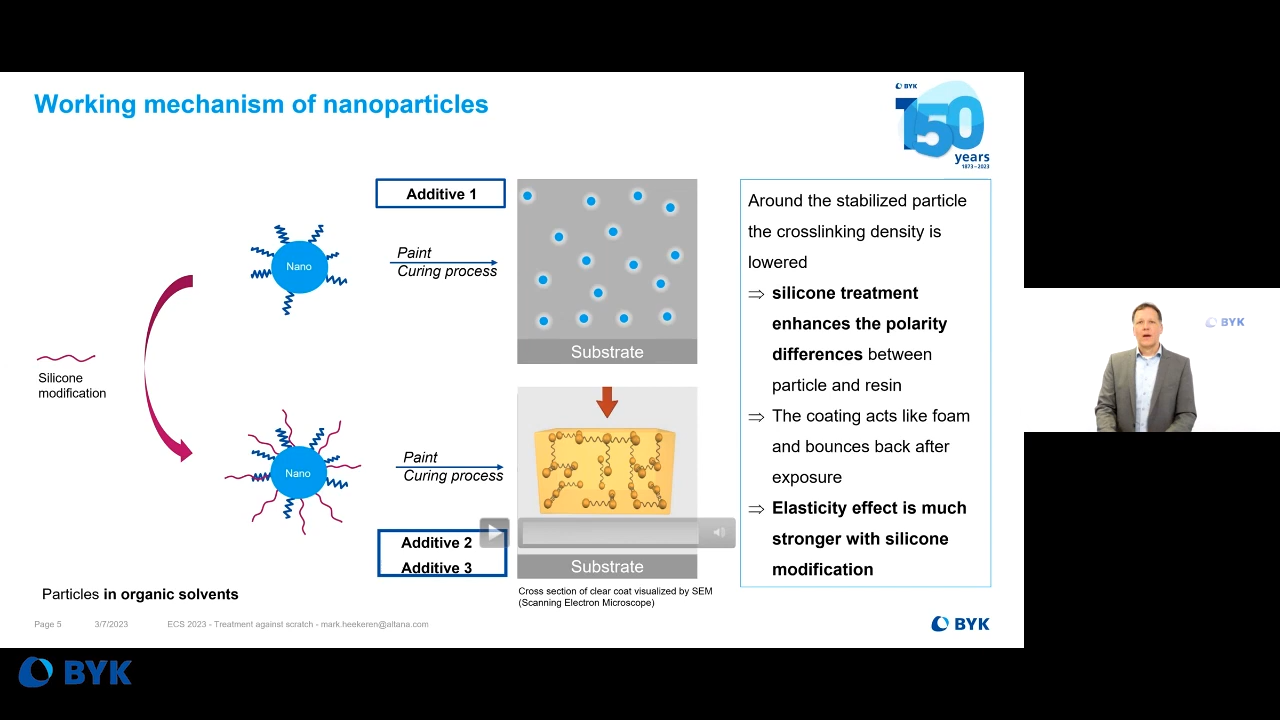 Working mechanism of nanoparticles
BYK
150
years
1873-2023
Additive 1
Nano
Paint
Curing process
Substrate
Silicone
modification
Nano
Paint
Curing process
Additive 2
Additive 3
Substrate
Cross section of clear coat visualized by SEM
(Scanning Electron Microscope)
Around the stabilized particle
the crosslinking density is
lowered
⇒ silicone treatment
enhances the polarity
differences between
particle and resin
⇒ The coating acts like foam
and bounces back after
exposure
⇒ Elasticity effect is much
stronger with silicone
modification
Particles in organic solvents
Page 5 3/7/2023 ECS 2023 - Treatment against scratch - mark.heekeren@altana.com
BYK
BYK
BYK